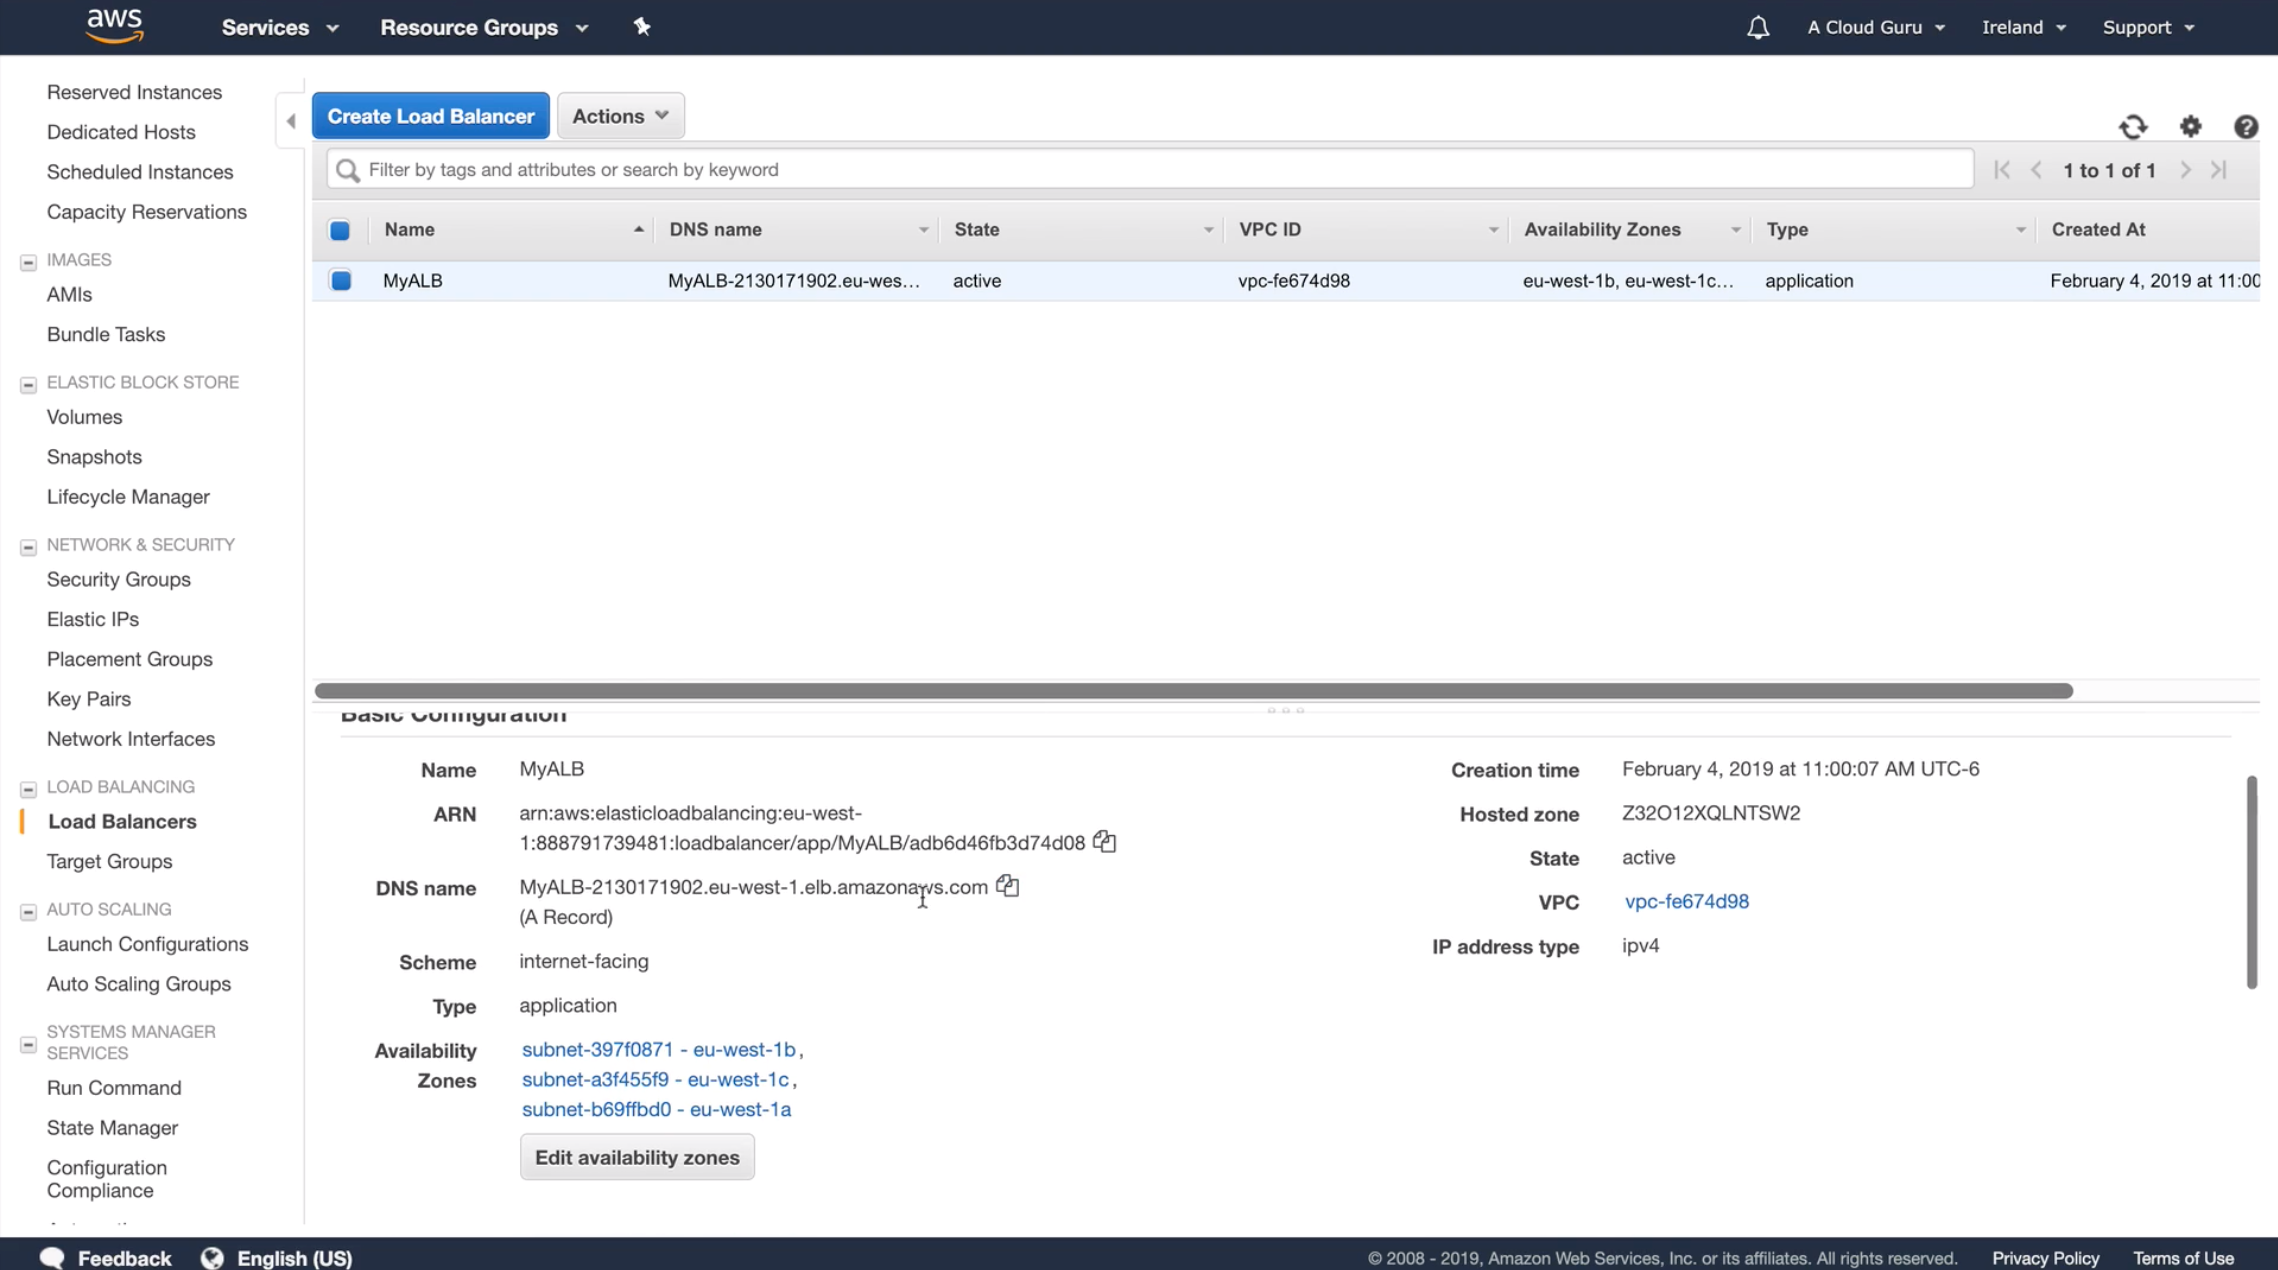 aws Services Resource Groups A Cloud Guru Ireland Support
Reserved Instances
Dedicated Hosts
Scheduled Instances
Capacity Reservations
IMAGES
AMIs
Bundle Tasks
ELASTIC BLOCK STORE
Volumes
Snapshots
Lifecycle Manager
NETWORK & SECURITY
Security Groups
Elastic IPs
Placement Groups
Key Pairs
Network Interfaces
LOAD BALANCING
Load Balancers
Target Groups
AUTO SCALING
Launch Configurations
Auto Scaling Groups
SYSTEMS MANAGER
SERVICES
Run Command
State Manager
Configuration
Compliance
Create Load Balancer Actions
Filter by tags and attributes or search by keyword 1 to 1 of 1
Name DNS name State VPC ID Availability Zones Type Created At
MyALB MyALB-2130171902.eu-wes... active vpc-fe674d98 eu-west-1b, eu-west-1c... application February 4, 2019 at 11:00
Basic Configuration
Name MyALB
ARN arn:aws:elasticloadbalancing:eu-west-
1:888791739481:loadbalancer/app/MyALB/adb6d46fb3d74d08
DNS name MyALB-2130171902.eu-west-1.elb.amazonaws.com
(A Record)
Scheme internet-facing
Type application
Availability subnet-397f0871 - eu-west-1b,
Zones subnet-a3f455f9 - eu-west-1c,
subnet-b69ffbd0 - eu-west-1a
Edit availability zones
Creation time February 4, 2019 at 11:00:07 AM UTC-6
Hosted zone Z32O12XQLNTSW2
State active
VPC vpc-fe674d98
IP address type ipv4
Feedback English (US) © 2008 - 2019, Amazon Web Services, Inc. or its affiliates. All rights reserved. Privacy Policy Terms of Use